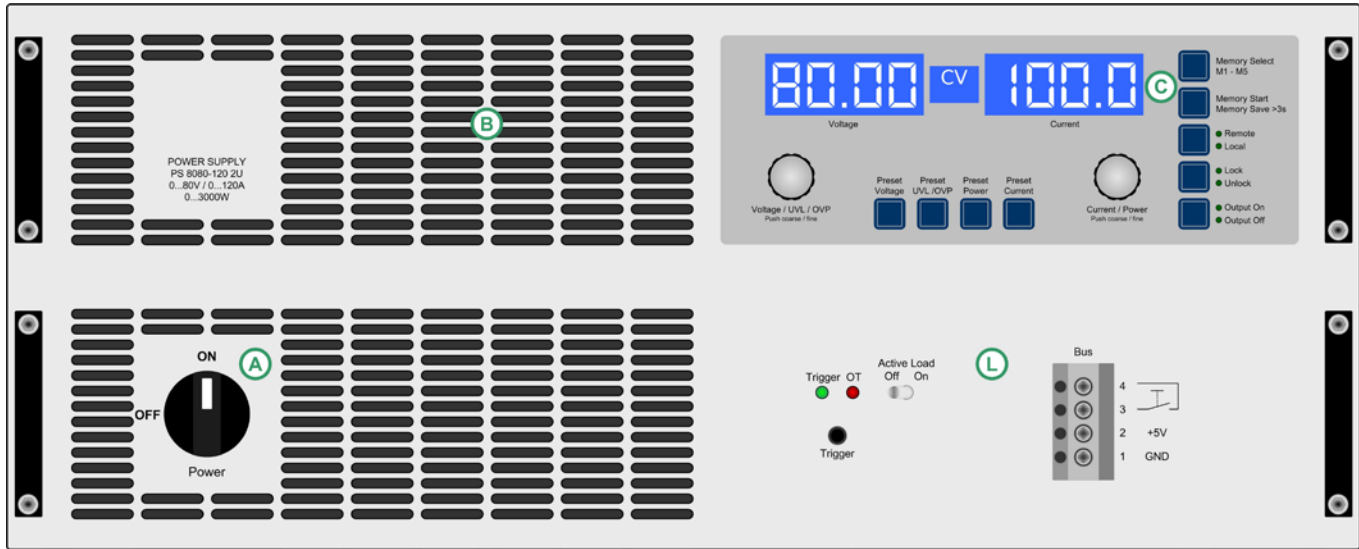 POWER SUPPLY
PS 8080-120 2U
0...80V / 0...120A
0...3000W
B
80.00
CV
100.0
C
Voltage
Current
Memory Select
M1 - M5
Memory Start
Memory Save >3s
Remote
Local
Lock
Unlock
Output On
Output Off
Voltage / UVL / OVP
Push coarse / fine
Preset
Voltage
Preset
UVL /OVP
Preset
Power
Preset
Current
Current / Power
Push coarse / fine
ON
OFF
A
Power
Trigger OT
Active Load
Off On
Trigger
L
Bus
4
3
2 +5V
1 GND